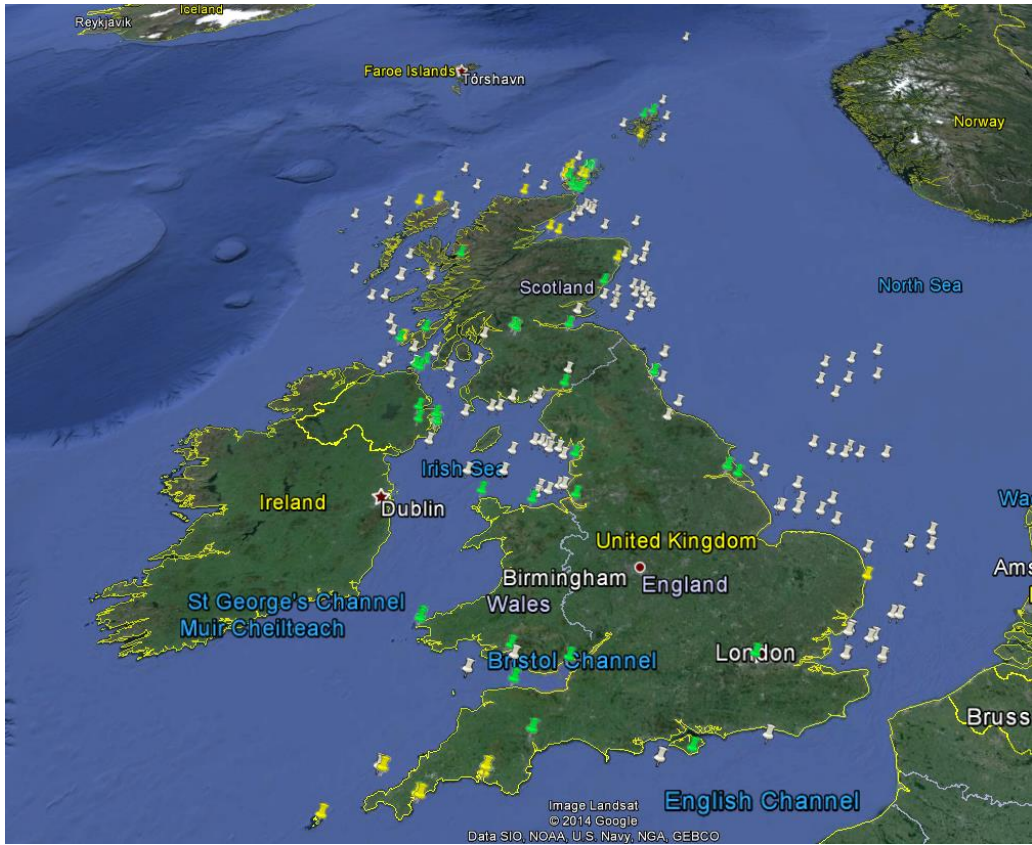 Iceland
Reykjavik
Faroe Islands
Tórshavn
Norway
Scotland
North Sea
Irish Sea
Ireland
Dublin
United Kingdom
Birmingham
England
Wales
St George's Channel
Muir Cheilteach
Bristol Channel
London
English Channel
Image Landsat
© 2014 Google
Data SIO, NOAA, U.S. Navy, NGA, GEBCO